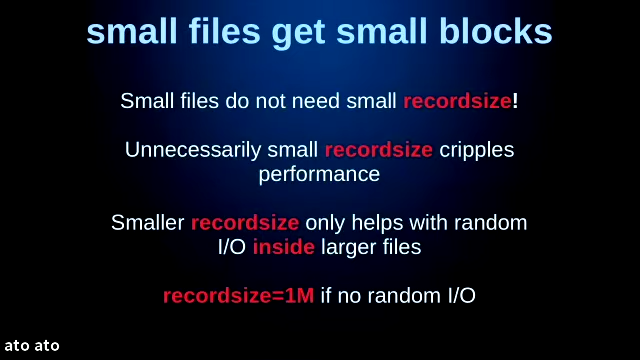 small files get small blocks
Small files do not need small recordsize!
Unnecessarily small recordsize cripples
performance
Smaller recordsize only helps with random
I/O inside larger files
recordsize=1M if no random I/O
ato ato